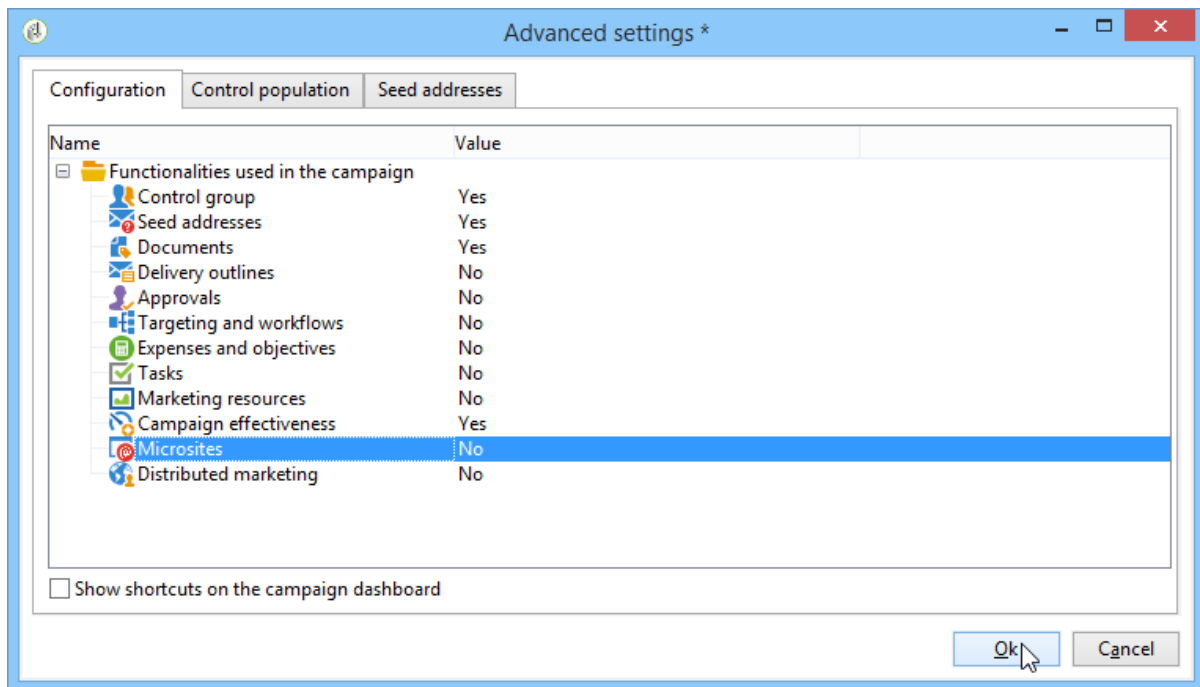 Advanced settings *
Configuration Control population Seed addresses
Name Value
Functionalities used in the campaign
Control group Yes
Seed addresses Yes
Documents Yes
Delivery outlines No
Approvals No
Targeting and workflows No
Expenses and objectives No
Tasks No
Marketing resources No
Campaign effectiveness Yes
Microsites No
Distributed marketing No
Show shortcuts on the campaign dashboard
Ok Cancel